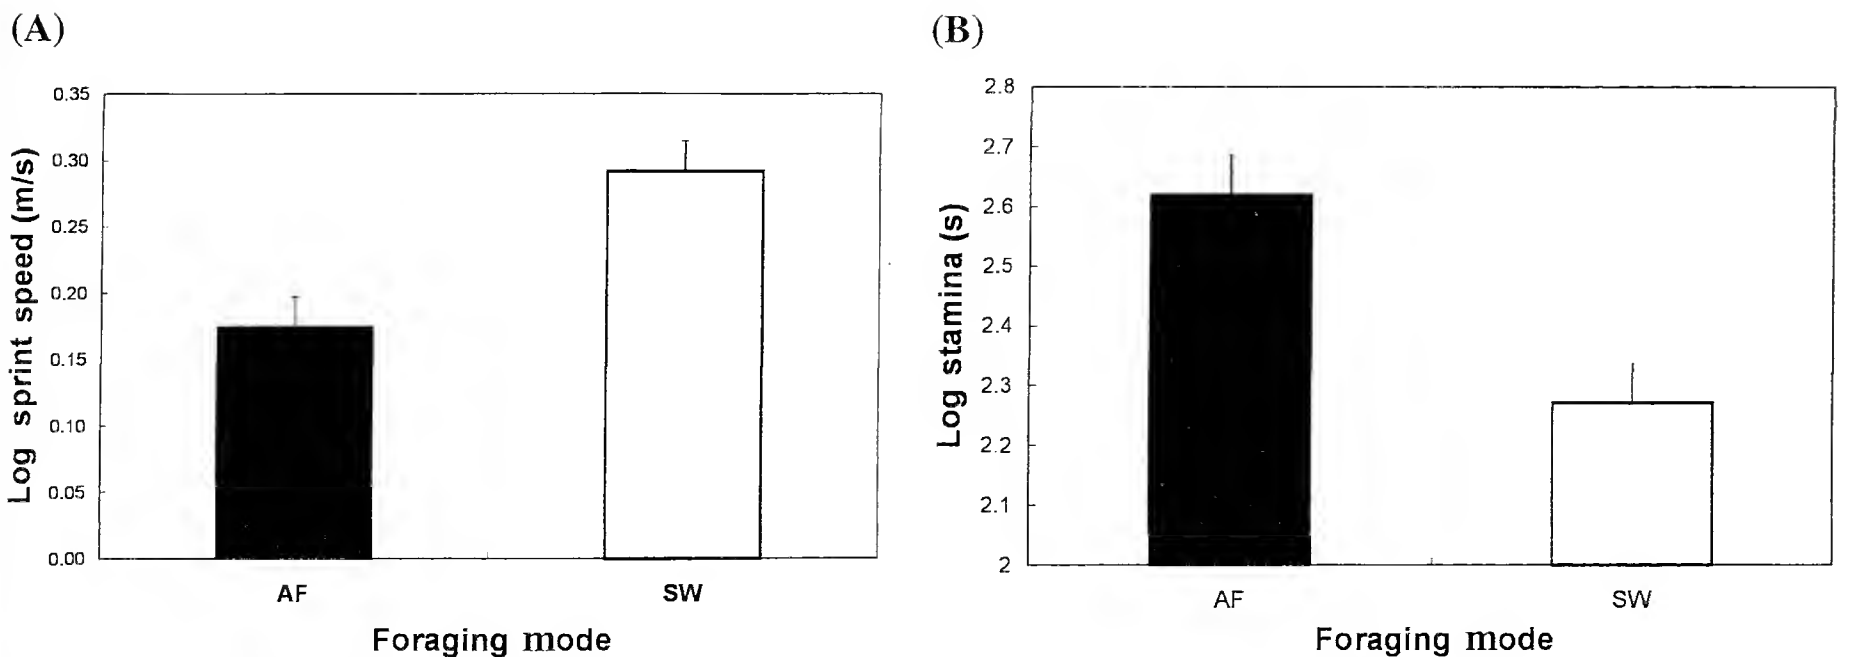 (A)
Log sprint speed (m/s)
0.35
0.30
0.25
0.20
0.15
0.10
0.05
0.00
AF SW
Foraging mode
(B)
Log stamina (s)
2.8
2.7
2.6
2.5
2.4
2.3
2.2
2.1
2
AF SW
Foraging mode